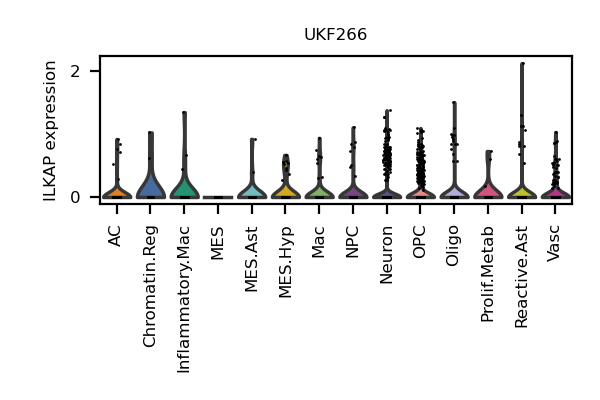 UKF266
ILKAP expression
2
0
AC
Chromatin.Reg
Inflammatory.Mac
MES
MES.Ast
MES.Hyp
Mac
NPC
Neuron
OPC
Oligo
Prolif.Metab
Reactive.Ast
Vasc